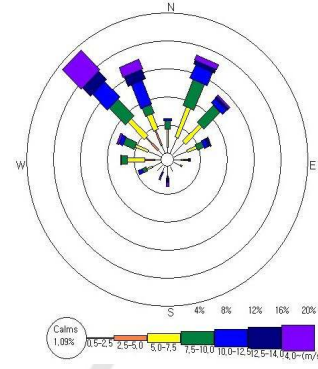 N
W
E
S
4% 8% 12% 16% 20%
Calms
1,09%
0,5-2,5 2,5-5,0 5,0-7,5 7,5-10,0 10,0-12,5 12,5-14,0 4,0-(m/s